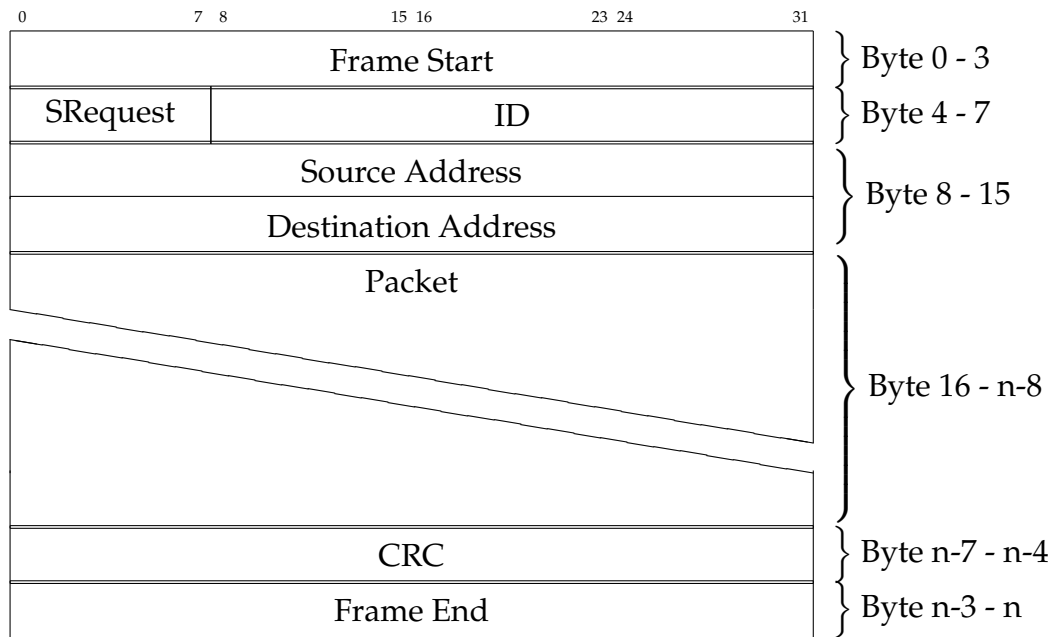 0 7 8 15 16 23 24 31
Frame Start Byte 0 - 3
SRequest ID Byte 4 - 7
Source Address
Byte 8 - 15
Destination Address
Packet
Byte 16 - n-8
CRC Byte n-7 - n-4
Frame End Byte n-3 - n